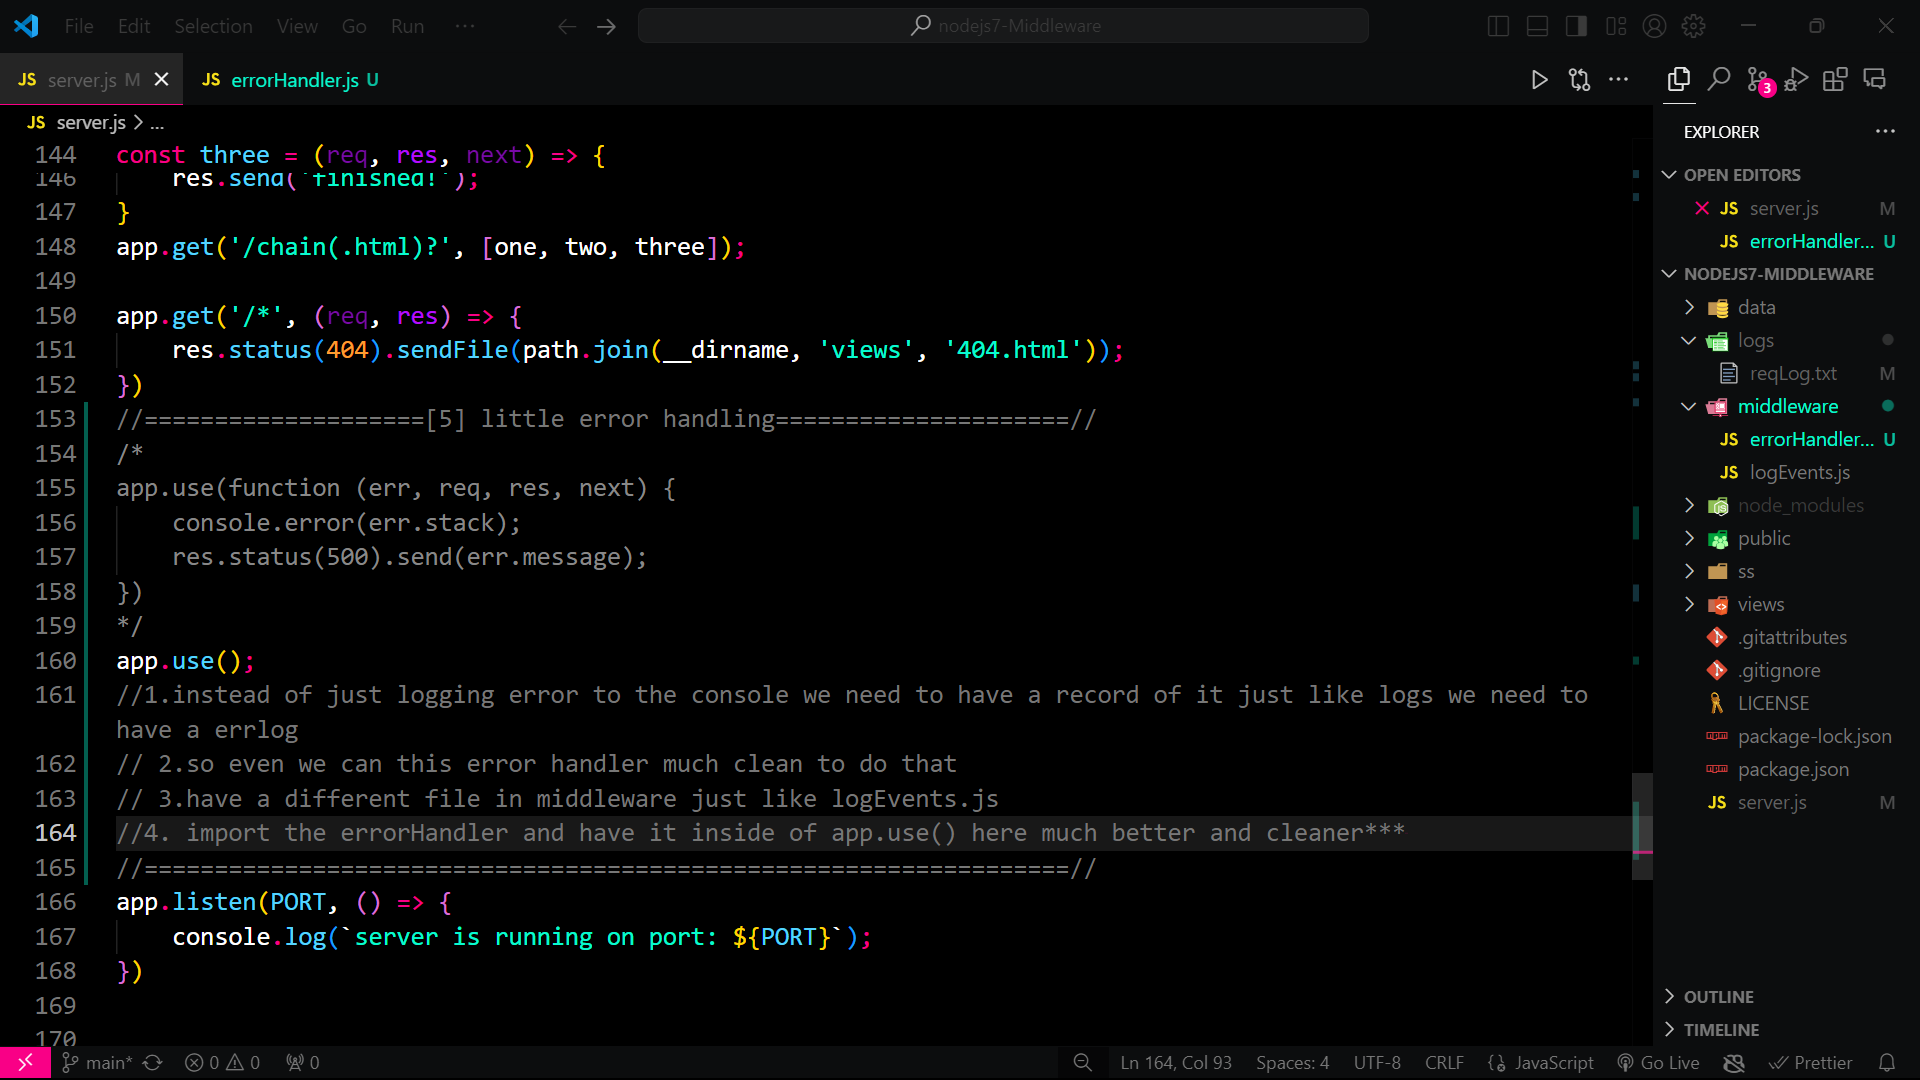 File Edit Selection View Go Run ··· nodejs7-Middleware
JS server.js M JS errorHandler.js U
3
JS server.js > ...
EXPLORER
144 const three = (req, res, next) => {
146 res.send(`finished!`);
147 }
148 app.get('/chain(.html)?', [one, two, three]);
149
150 app.get('/*', (req, res) => {
151 res.status(404).sendFile(path.join(__dirname, 'views', '404.html'));
152 })
153 //====================[5] little error handling=====================//
154 /*
155 app.use(function (err, req, res, next) {
156 console.error(err.stack);
157 res.status(500).send(err.message);
158 })
159 */
160 app.use();
161 //1.instead of just logging error to the console we need to have a record of it just like logs we need to
have a errlog
162 // 2.so even we can this error handler much clean to do that
163 // 3.have a different file in middleware just like logEvents.js
164 //4. import the errorHandler and have it inside of app.use() here much better and cleaner***
165 //==================================================================//
166 app.listen(PORT, () => {
167 console.log(`server is running on port: ${PORT}`);
168 })
169
170
OPEN EDITORS
JS server.js M
JS errorHandler... U
NODEJS7-MIDDLEWARE
data
logs
reqLog.txt M
middleware
JS errorHandler... U
JS logEvents.js
node_modules
public
ss
views
.gitattributes
.gitignore
LICENSE
package-lock.json
package.json
JS server.js M
OUTLINE
TIMELINE
main* 0 0 0 Ln 164, Col 93 Spaces: 4 UTF-8 CRLF {} JavaScript Go Live Prettier